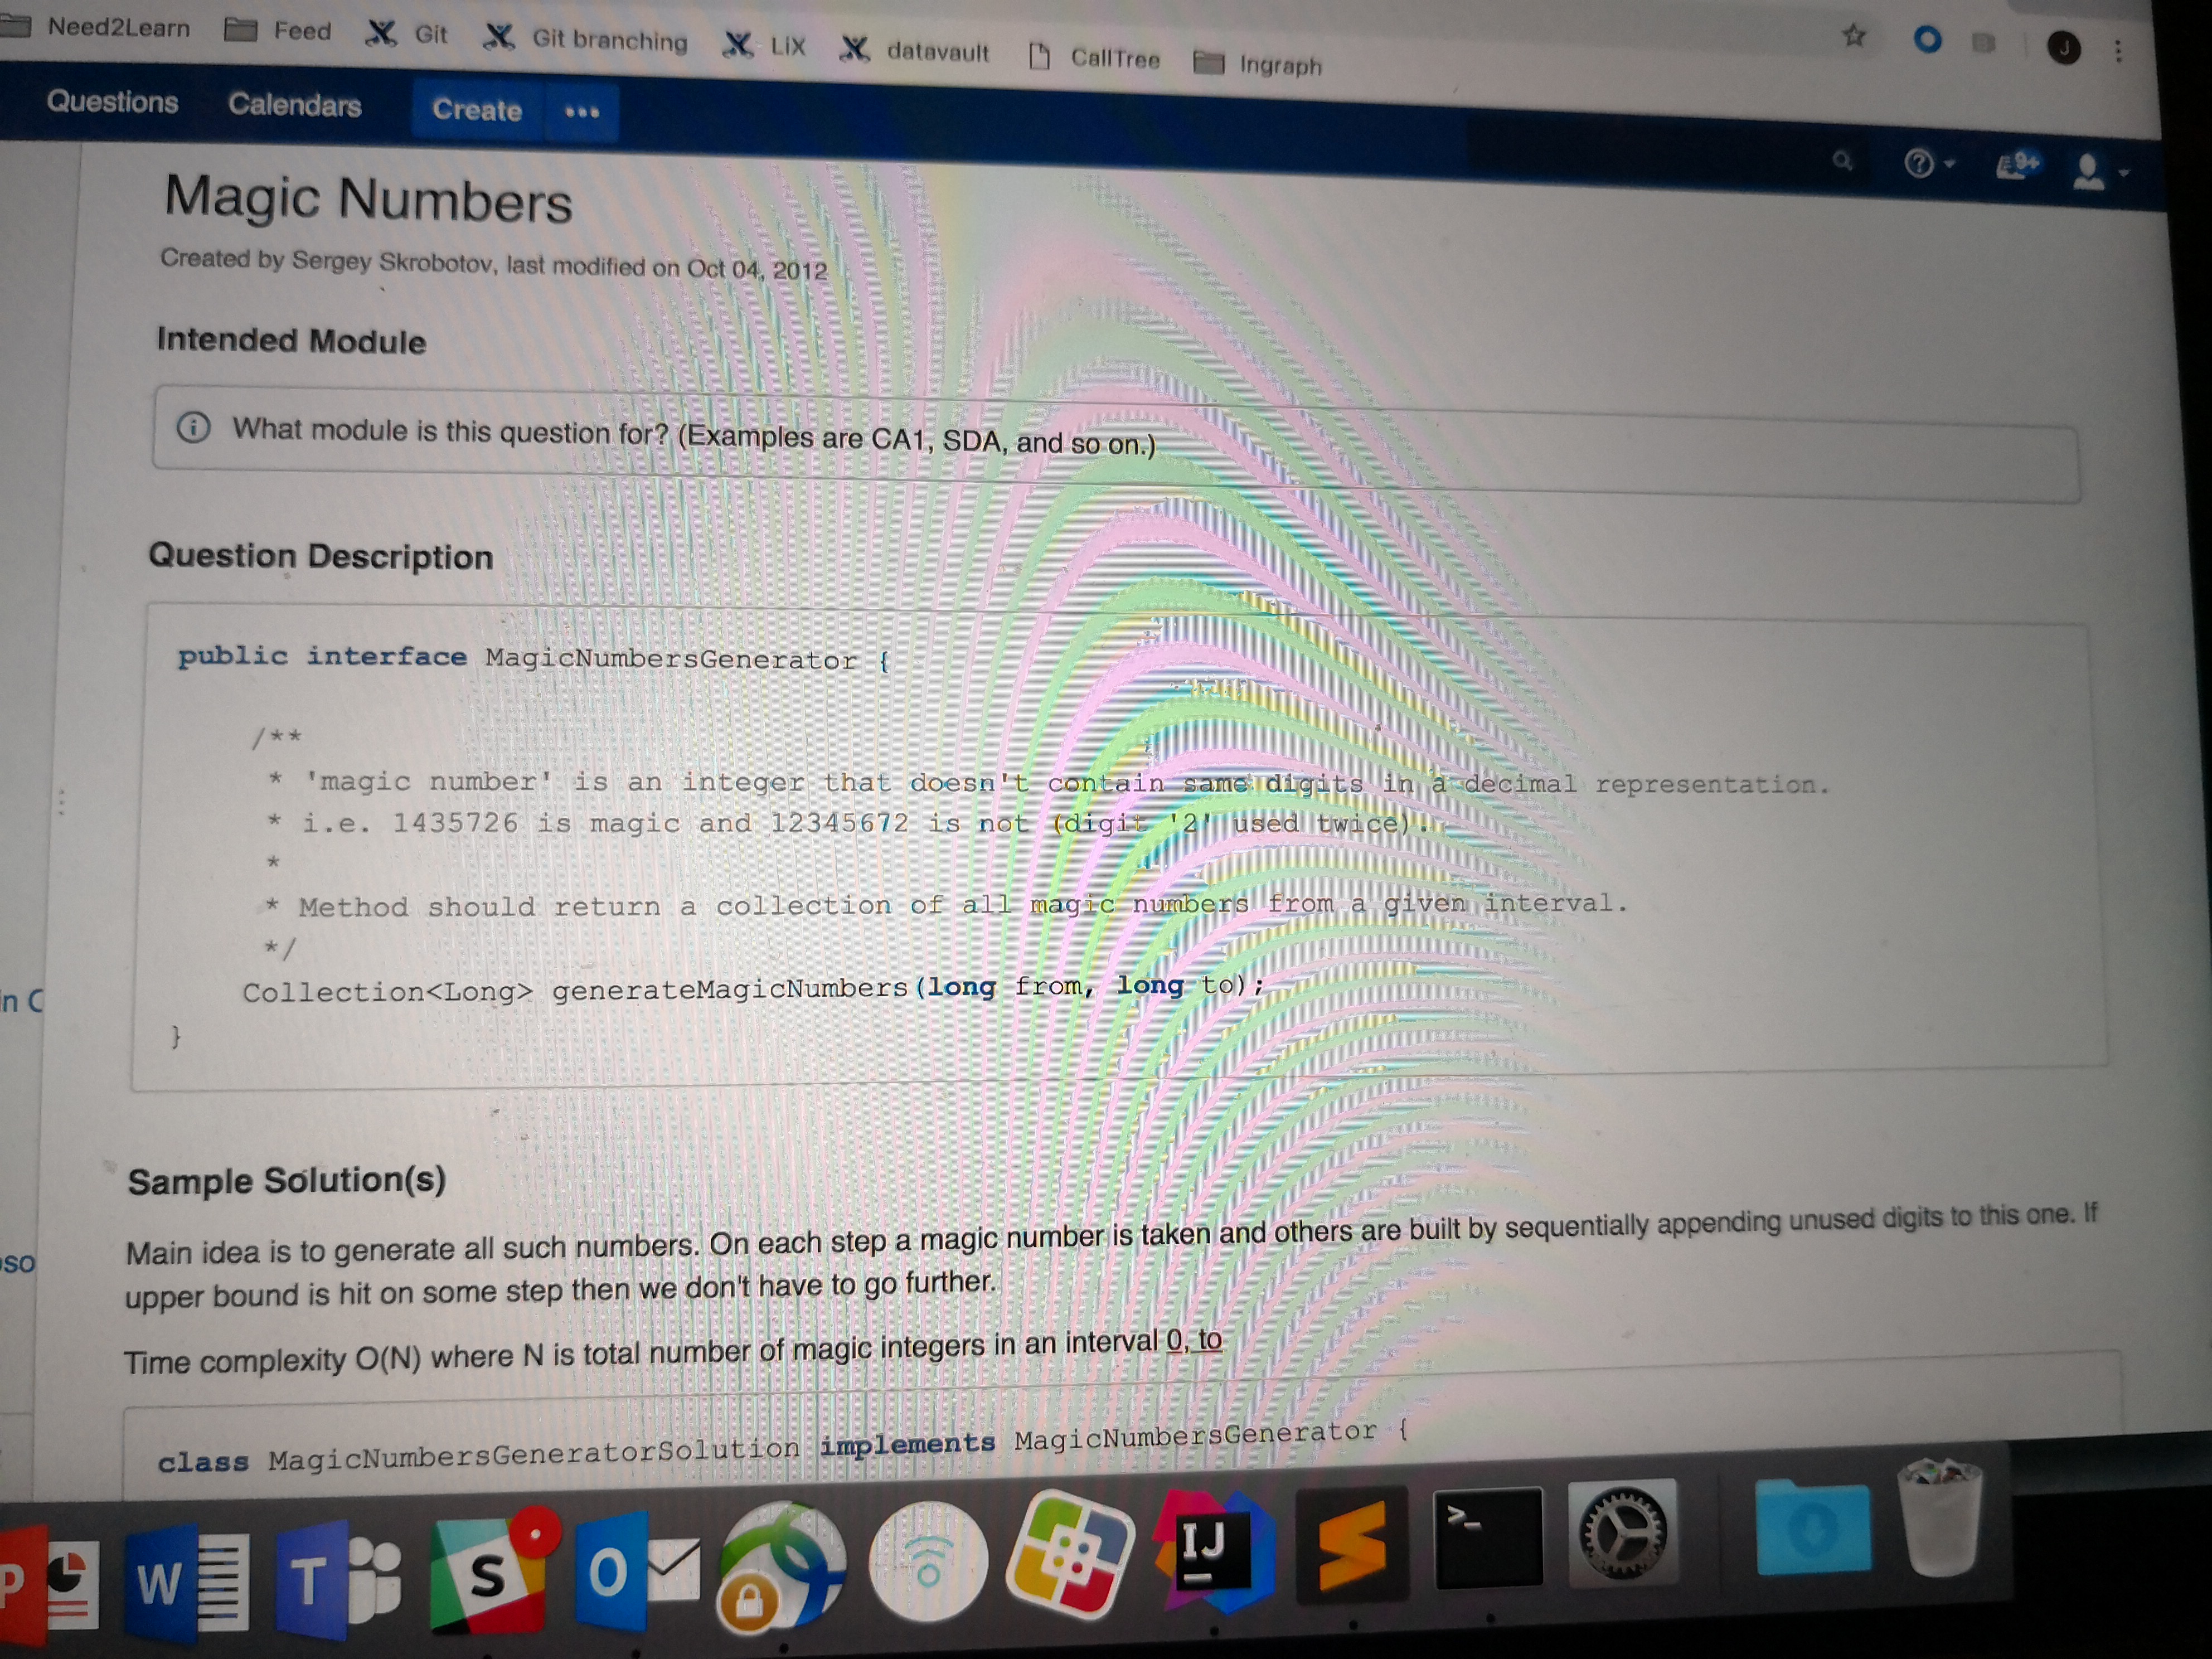 Need2Learn Feed Git Git branching LiX datavault CallTree Ingraph J
Questions Calendars Create ••• 9+
Magic Numbers
Created by Sergey Skrobotov, last modified on Oct 04, 2012
Intended Module
What module is this question for? (Examples are CA1, SDA, and so on.)
Question Description
public interface MagicNumbersGenerator {
/**
* 'magic number' is an integer that doesn't contain same digits in a decimal representation.
* i.e. 1435726 is magic and 12345672 is not (digit '2' used twice).
*
* Method should return a collection of all magic numbers from a given interval.
*/
in C
Collection<Long> generateMagicNumbers(long from, long to);
}
Sample Solution(s)
Main idea is to generate all such numbers. On each step a magic number is taken and others are built by sequentially appending unused digits to this one. If
oso
upper bound is hit on some step then we don't have to go further.
Time complexity O(N) where N is total number of magic integers in an interval 0, to
class MagicNumbersGeneratorSolution implements MagicNumbersGenerator {
P W T S O IJ >_